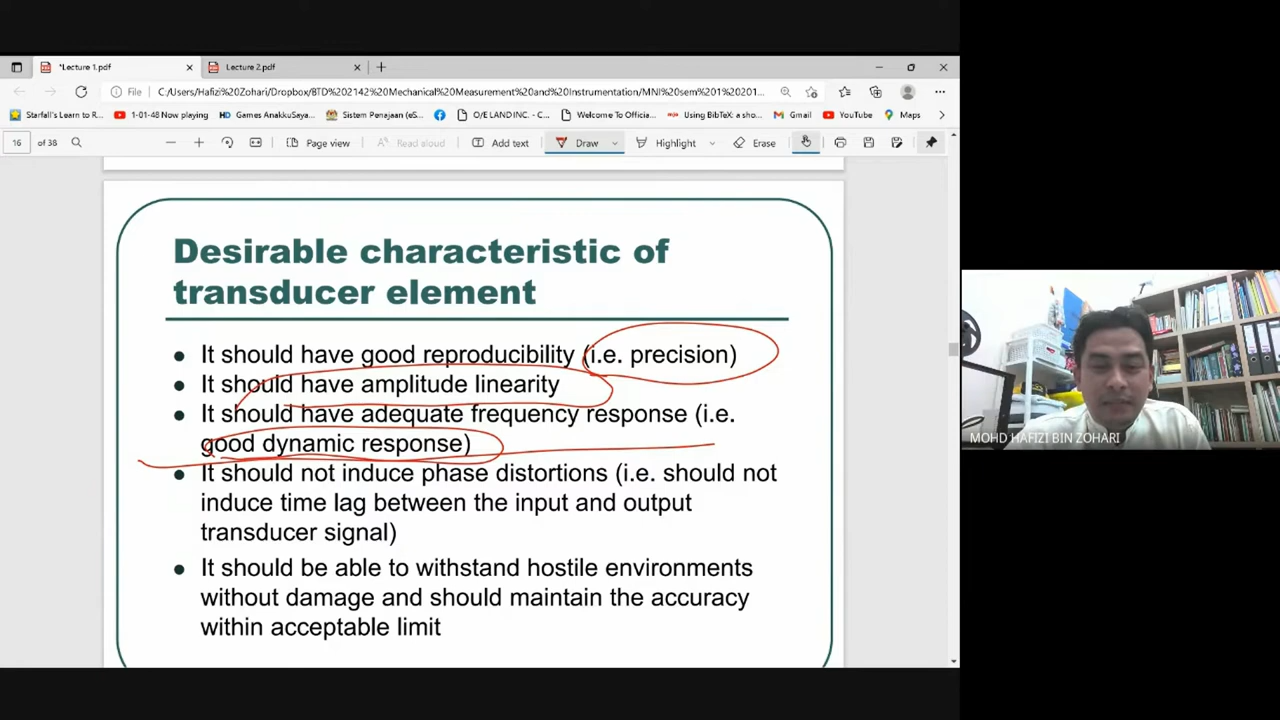 *Lecture 1.pdf
Lecture 2.pdf
File
C:/Users/Hafizi%20Zohari/Dropbox/BTD%202142%20Mechanical%20Measurement%20and%20Instrumentation/MNI%20sem%201%20201...
Starfall's Learn to R...
1-01-48 Now playing
HD Games AnakkuSaya...
Sistem Penajaan (e-...
O/E LAND INC. - C...
Welcome To Officia...
Using BibTeX: a sho...
Gmail
YouTube
Maps
16 of 38
Page view
Read aloud
Add text
Draw
Highlight
Erase
Desirable characteristic of
transducer element
● It should have good reproducibility (i.e. precision)
● It should have amplitude linearity
● It should have adequate frequency response (i.e.
good dynamic response)
● It should not induce phase distortions (i.e. should not
induce time lag between the input and output
transducer signal)
● It should be able to withstand hostile environments
without damage and should maintain the accuracy
within acceptable limit
MOHD HAFIZI BIN ZOHARI